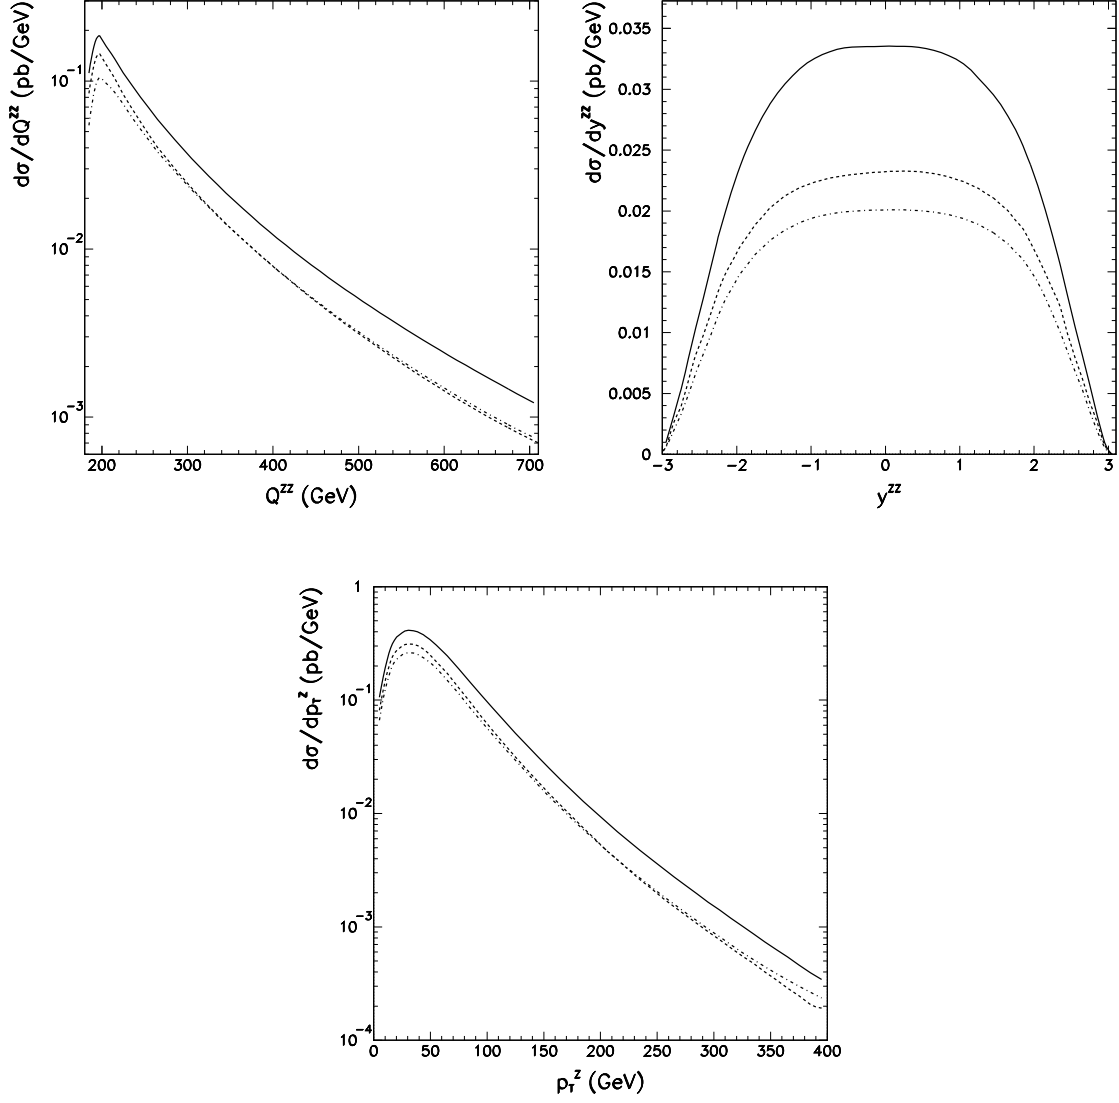 dσ/dQ^ZZ (pb/GeV)
10^-1
10^-2
10^-3
200 300 400 500 600 700
Q^ZZ (GeV)
dσ/dy^ZZ (pb/GeV)
0.035
0.03
0.025
0.02
0.015
0.01
0.005
0
-3 -2 -1 0 1 2 3
y^ZZ
dσ/dp_T^Z (pb/GeV)
1
10^-1
10^-2
10^-3
10^-4
0 50 100 150 200 250 300 350 400
p_T^Z (GeV)